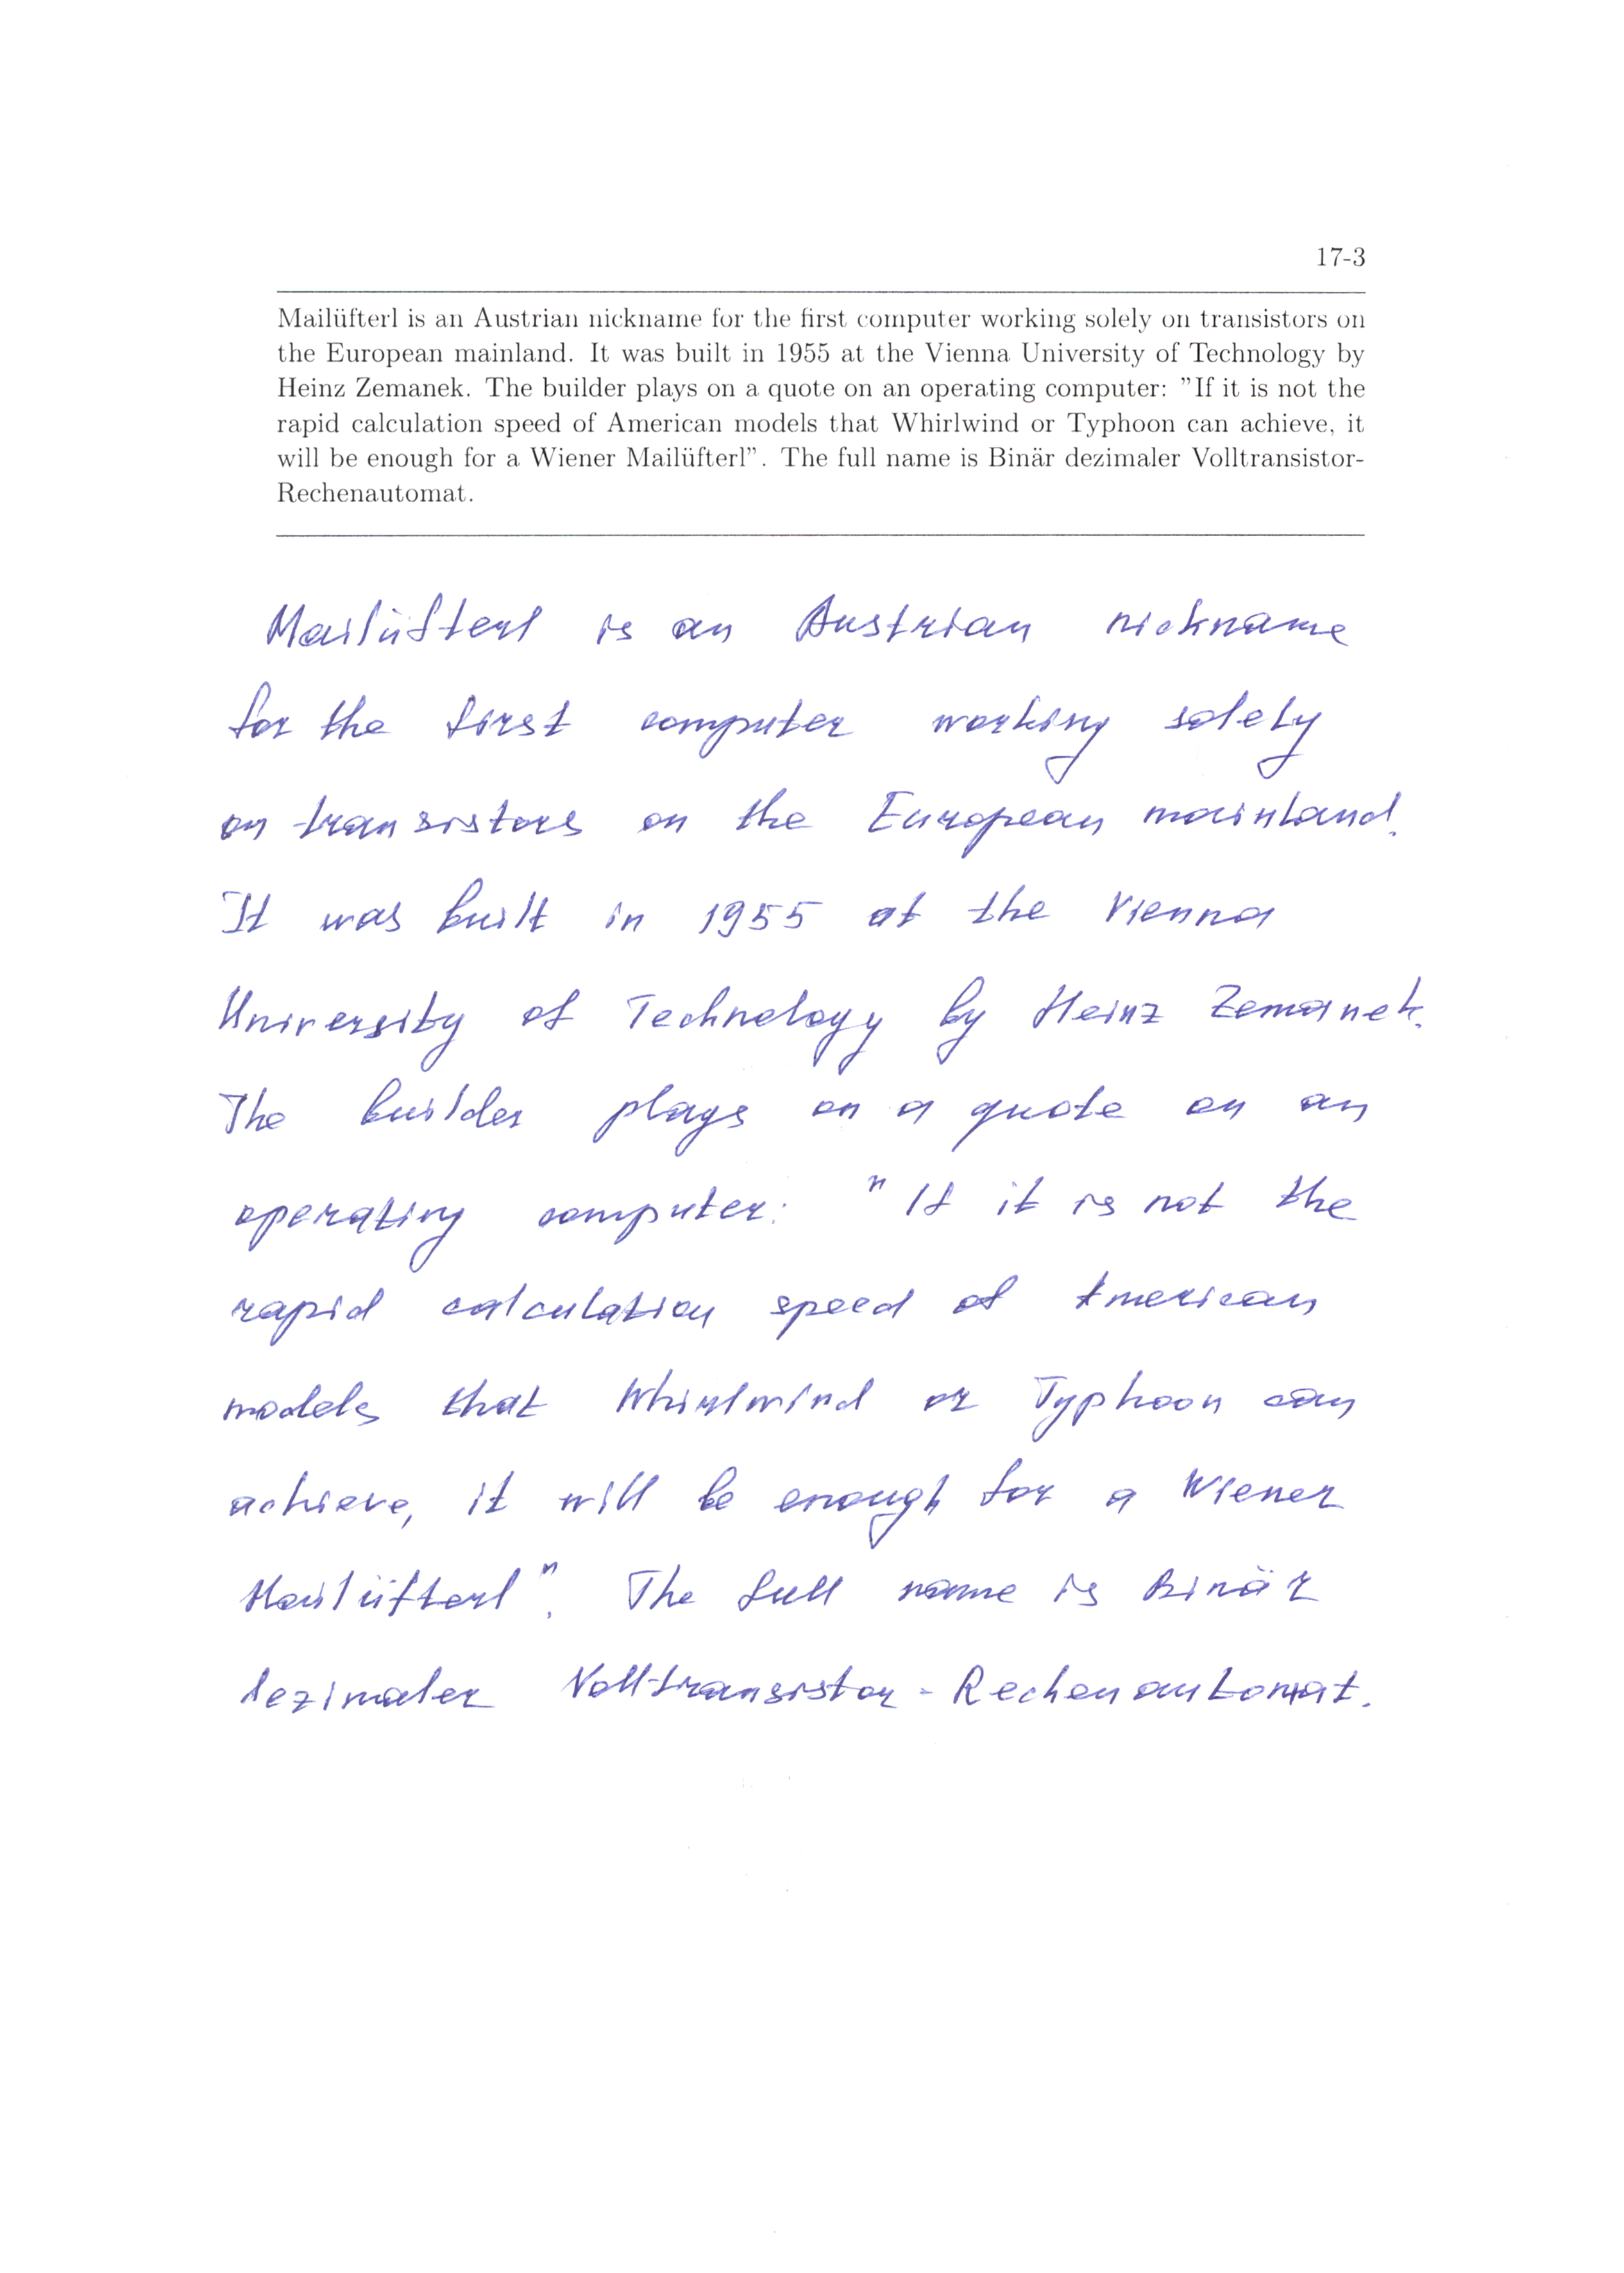 17-3
Mailüfterl is an Austrian nickname for the first computer working solely on transistors on
the European mainland. It was built in 1955 at the Vienna University of Technology by
Heinz Zemanek. The builder plays on a quote on an operating computer: "If it is not the
rapid calculation speed of American models that Whirlwind or Typhoon can achieve, it
will be enough for a Wiener Mailüfterl". The full name is Binär dezimaler Volltransistor-
Rechenautomat.
Mailüfterl is an Austrian nickname
for the first computer working solely
on transistors on the European mainland.
It was built in 1955 at the Vienna
University of Technology by Heinz Zemanek.
The builder plays on a quote on an
operating computer: "If it is not the
rapid calculation speed of American
models that Whirlwind or Typhoon can
achieve, it will be enough for a Wiener
Mailüfterl". The full name is Binär
dezimaler Volltransistor-Rechenautomat.